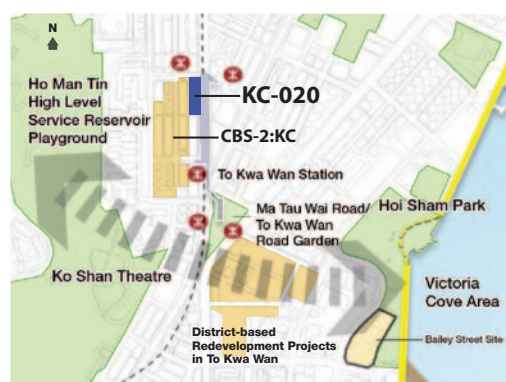 N
Ho Man Tin
High Level
Service Reservoir
Playground
KC-020
CBS-2:KC
To Kwa Wan Station
Ma Tau Wai Road/
To Kwa Wan
Road Garden
Hoi Sham Park
Ko Shan Theatre
Victoria
Cove Area
District-based
Redevelopment Projects
in To Kwa Wan
Bailey Street Site